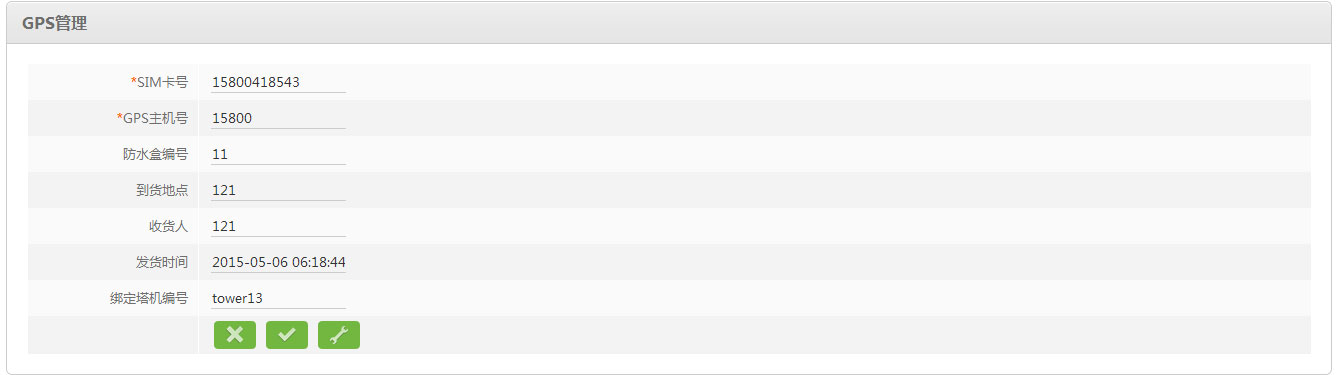 GPS管理
*SIM卡号 15800418543
*GPS主机号 15800
防水盒编号 11
到货地点 121
收货人 121
发货时间 2015-05-06 06:18:44
绑定塔机编号 tower13